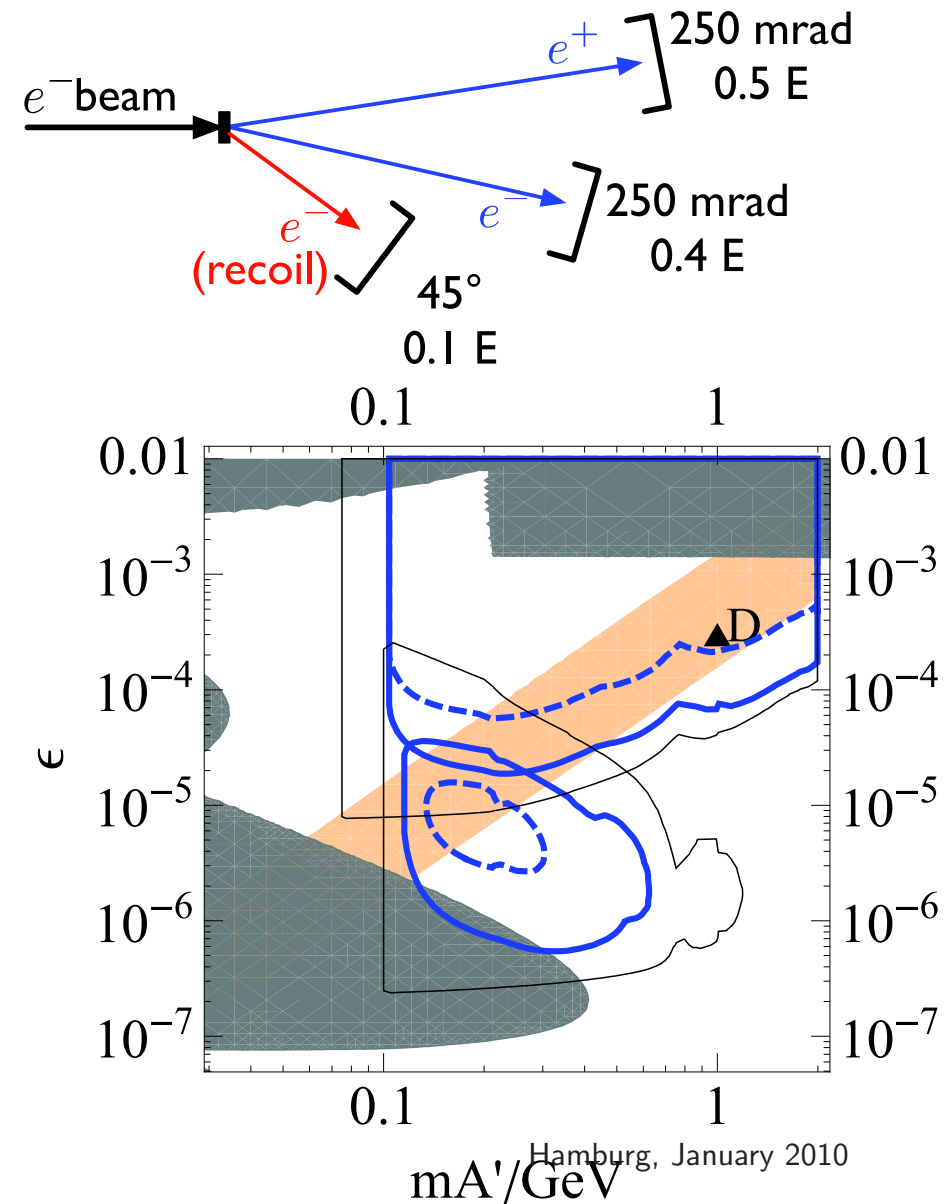 e⁻beam
e⁺
250 mrad
0.5 E
e⁻
250 mrad
0.4 E
e⁻
(recoil)
45°
0.1 E
0.1 1
0.01 0.01
10⁻³ 10⁻³
D
10⁻⁴ 10⁻⁴
ϵ
10⁻⁵ 10⁻⁵
10⁻⁶ 10⁻⁶
10⁻⁷ 10⁻⁷
0.1 1
Hamburg, January 2010
mA'/GeV